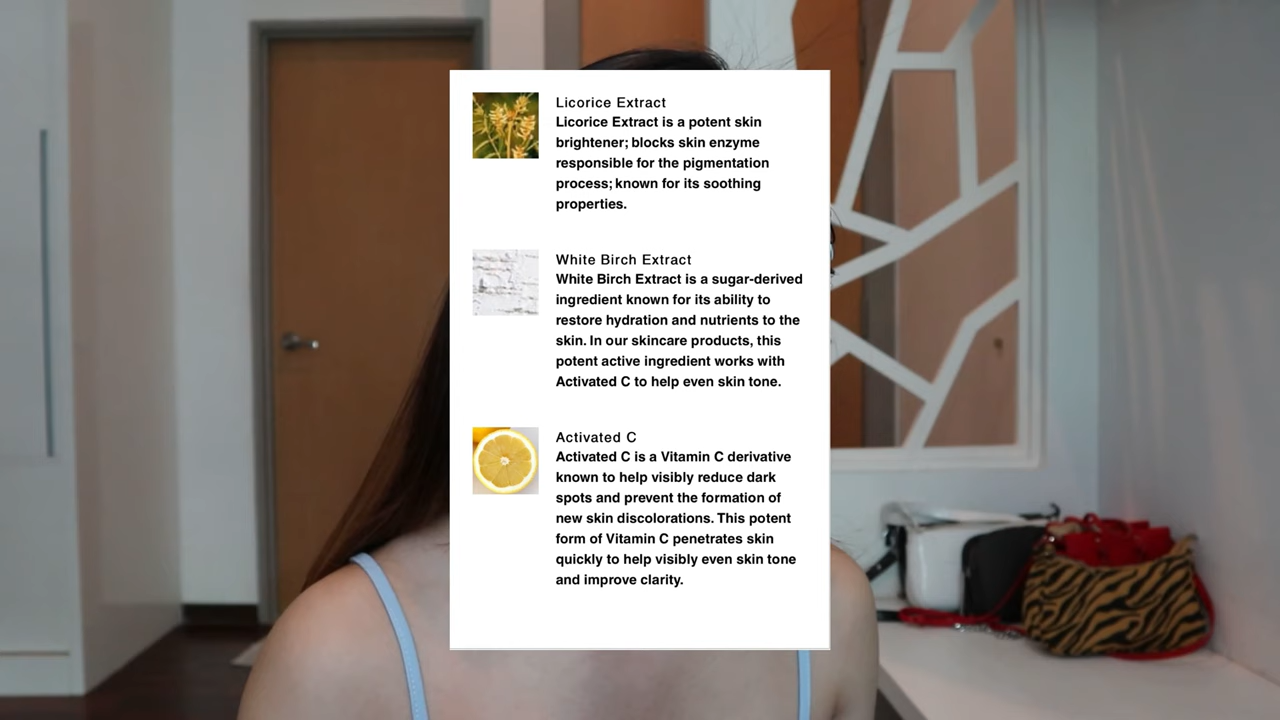 Licorice Extract
Licorice Extract is a potent skin
brightener; blocks skin enzyme
responsible for the pigmentation
process; known for its soothing
properties.
White Birch Extract
White Birch Extract is a sugar-derived
ingredient known for its ability to
restore hydration and nutrients to the
skin. In our skincare products, this
potent active ingredient works with
Activated C to help even skin tone.
Activated C
Activated C is a Vitamin C derivative
known to help visibly reduce dark
spots and prevent the formation of
new skin discolorations. This potent
form of Vitamin C penetrates skin
quickly to help visibly even skin tone
and improve clarity.